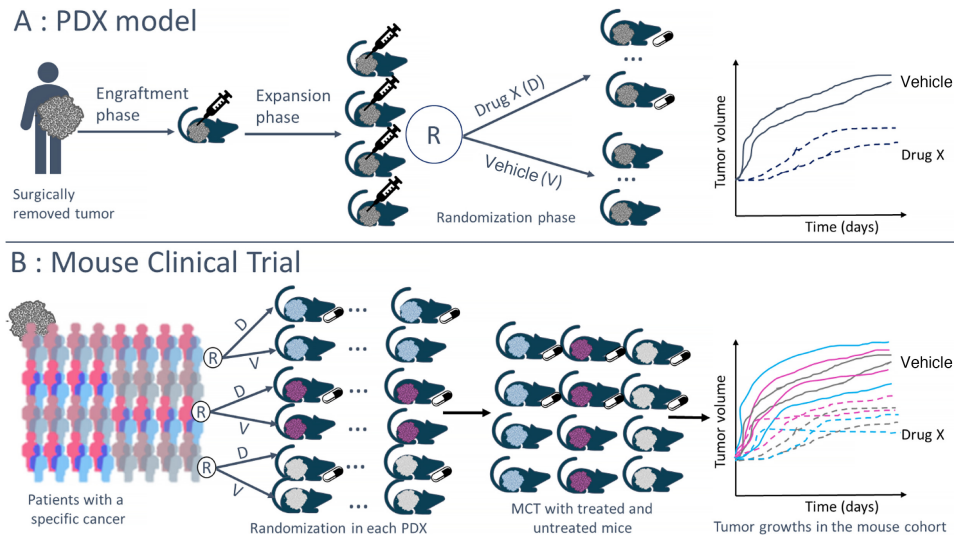 A : PDX model
Engraftment
phase
Expansion
phase
R
Drug X (D)
Vehicle (V)
...
...
Randomization phase
Surgically
removed tumor
Tumor volume
Vehicle
Drug X
Time (days)
B : Mouse Clinical Trial
R
D
V
...
...
R
D
V
...
...
R
D
V
...
...
Patients with a
specific cancer
Randomization in each PDX
MCT with treated and
untreated mice
Tumor volume
Vehicle
Drug X
Time (days)
Tumor growths in the mouse cohort